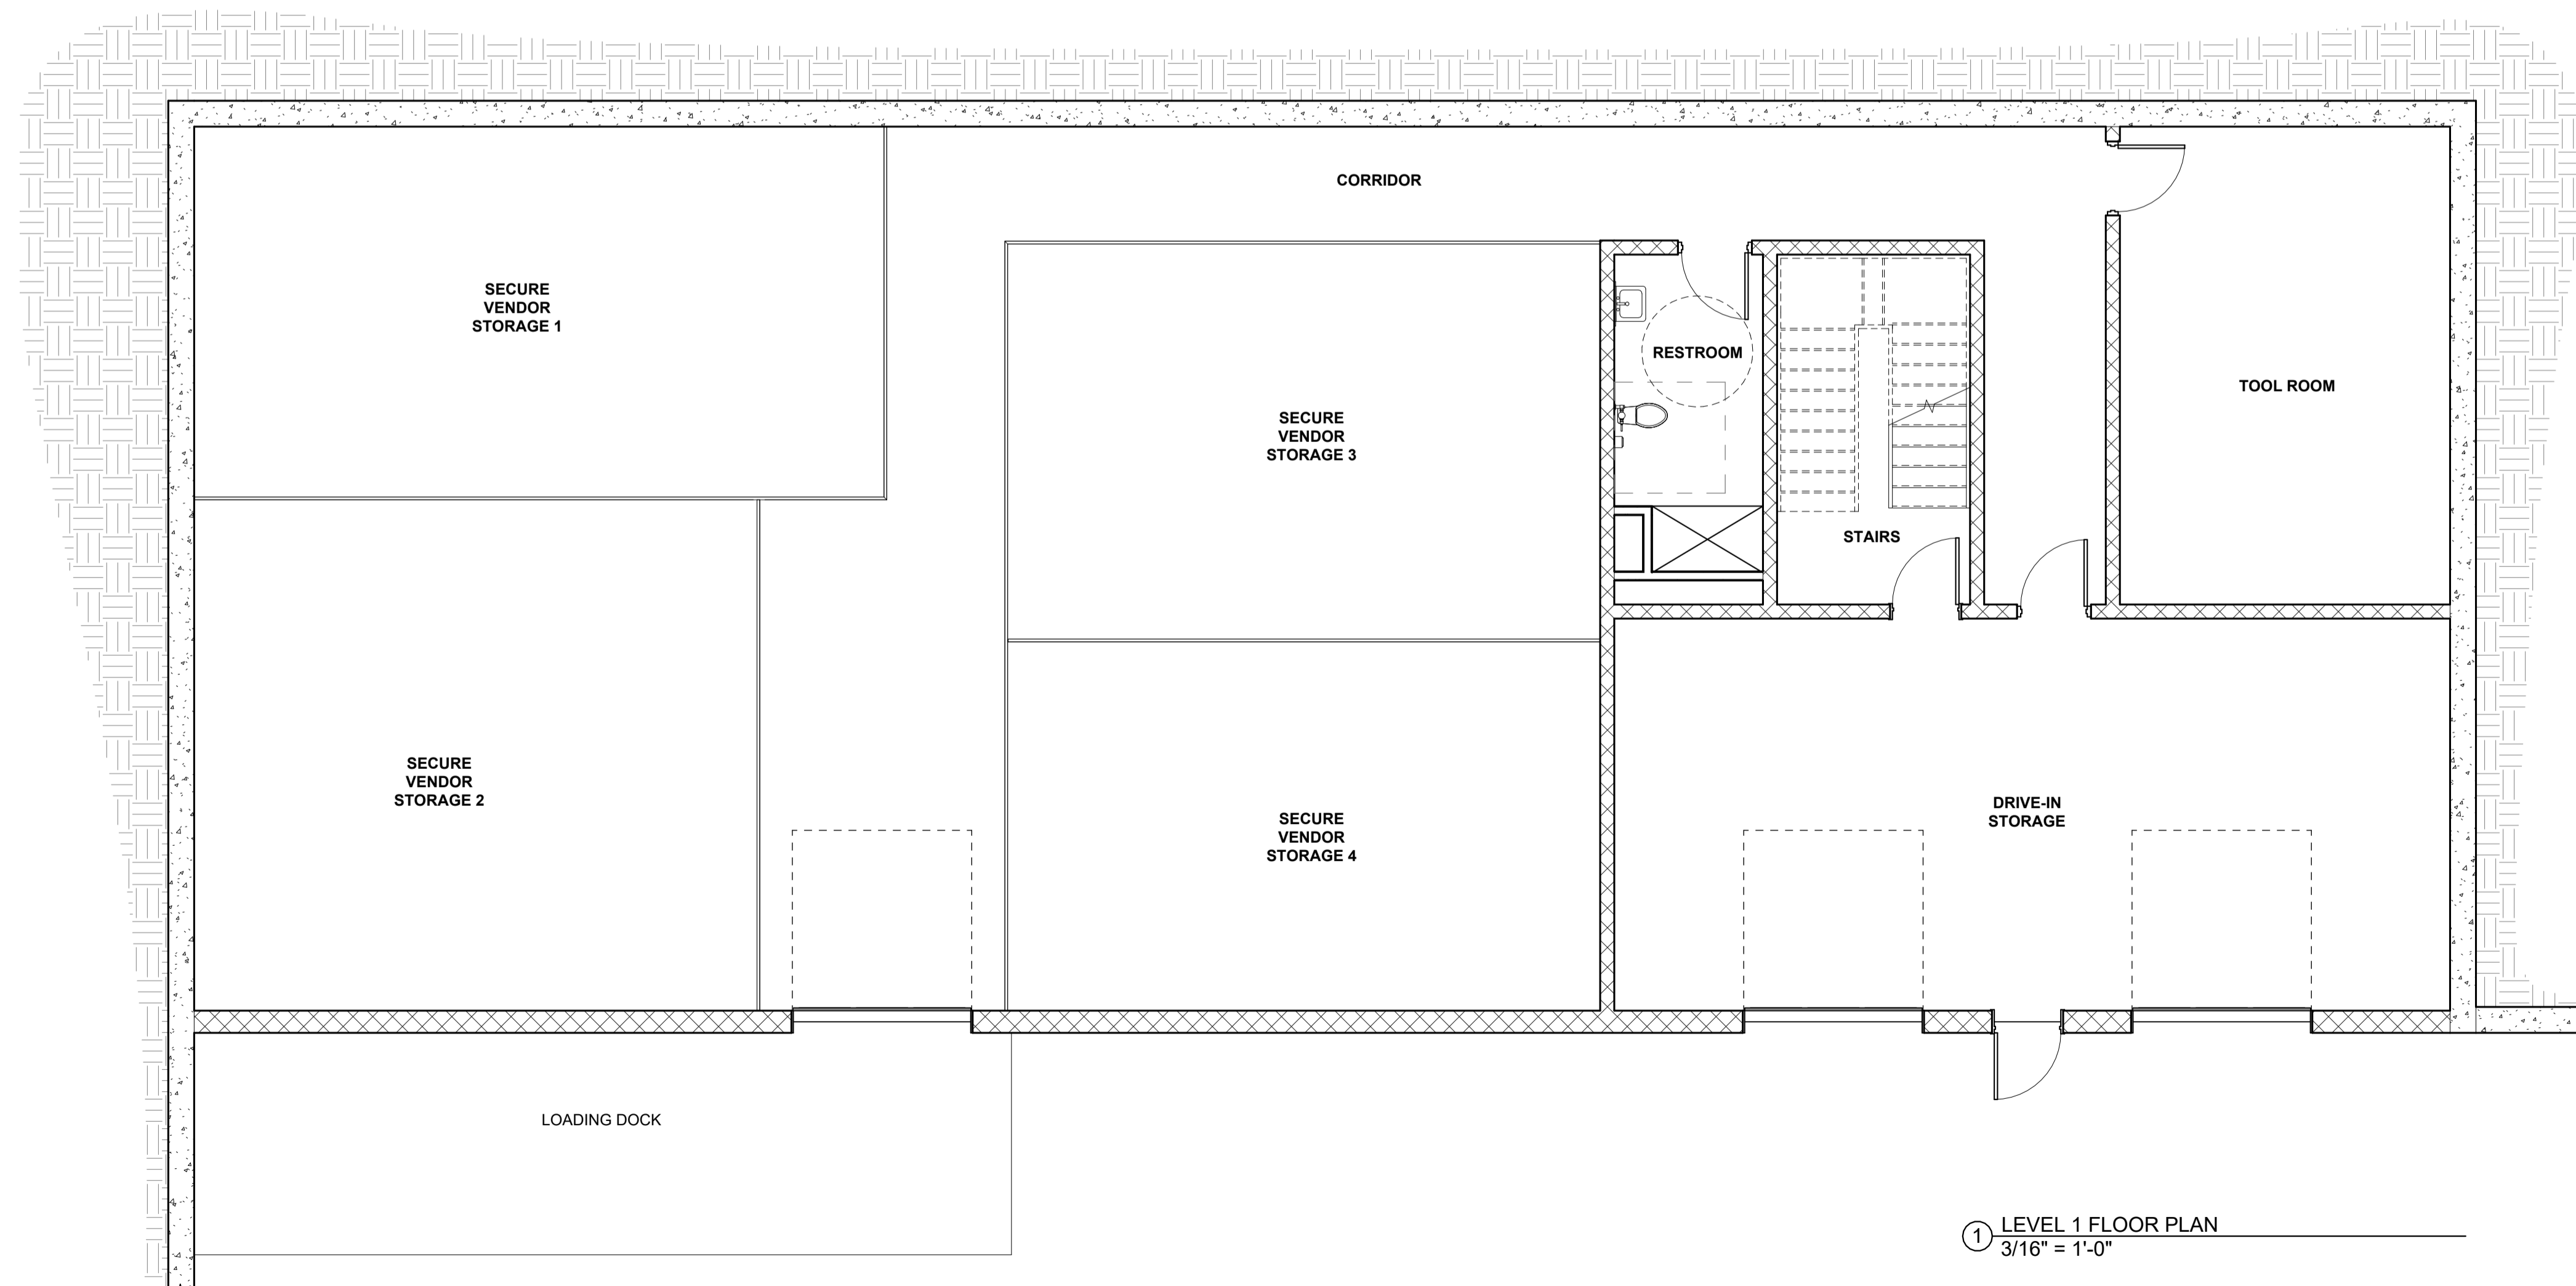 CORRIDOR
SECURE
VENDOR
STORAGE 1
SECURE
VENDOR
STORAGE 3
RESTROOM
TOOL ROOM
STAIRS
SECURE
VENDOR
STORAGE 2
SECURE
VENDOR
STORAGE 4
DRIVE-IN
STORAGE
LOADING DOCK
1
LEVEL 1 FLOOR PLAN
3/16" = 1'-0"